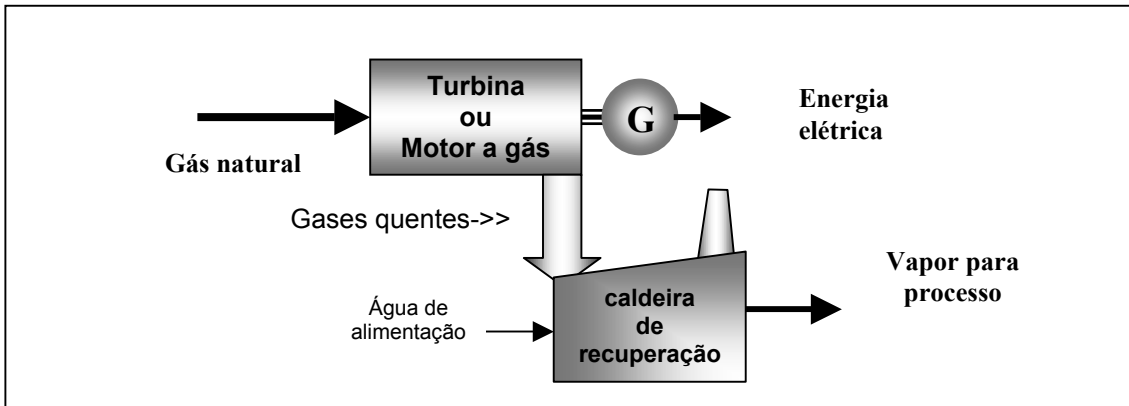 Turbina
ou
Motor a gás
G
Energia
elétrica
Gás natural
Gases quentes->>
Água de
alimentação
caldeira
de
recuperação
Vapor para
processo